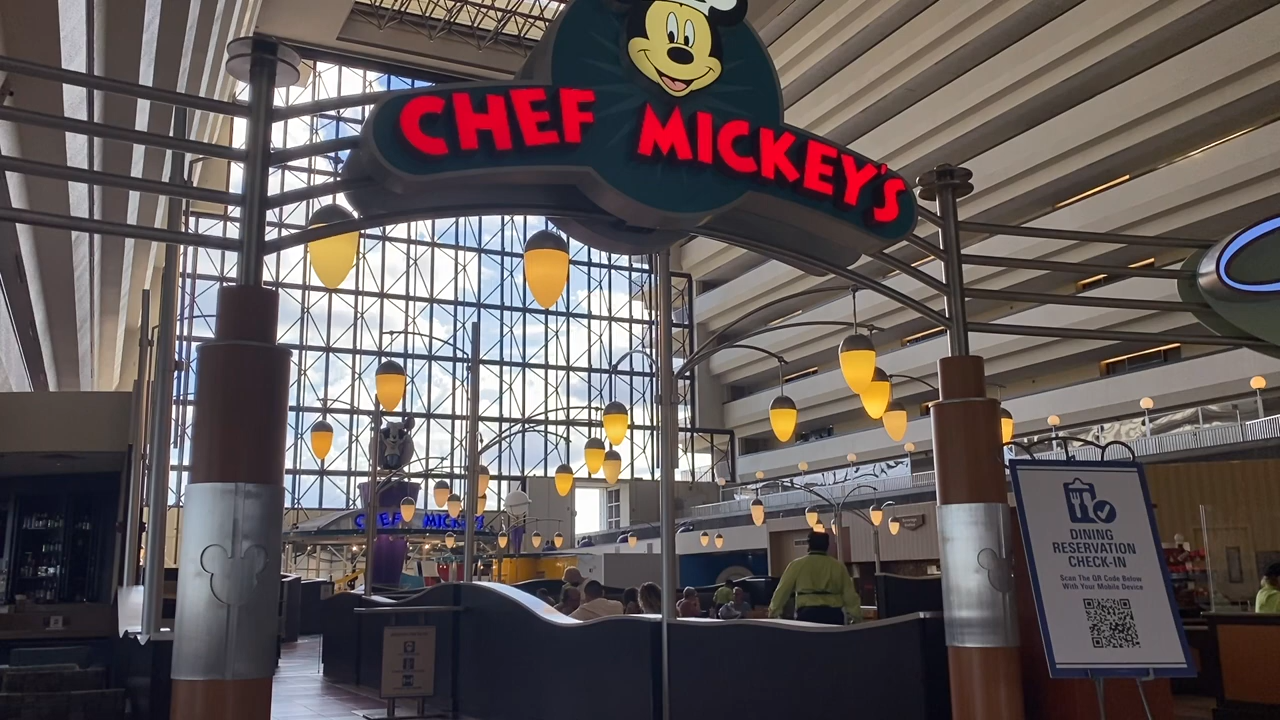 CHEF MICKEY'S
CHEF MICKEY'S
DINING
RESERVATION
CHECK-IN
Scan The QR Code Below
With Your Mobile Device